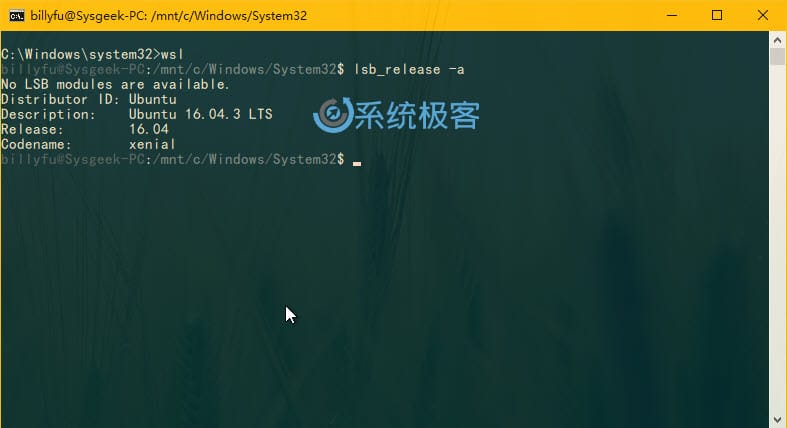 billyfu@Sysgeek-PC: /mnt/c/Windows/System32
C:\Windows\system32>wsl
billyfu@Sysgeek-PC:/mnt/c/Windows/System32$ lsb_release -a
No LSB modules are available.
Distributor ID: Ubuntu
Description:    Ubuntu 16.04.3 LTS
Release:        16.04
Codename:       xenial
billyfu@Sysgeek-PC:/mnt/c/Windows/System32$
系统极客